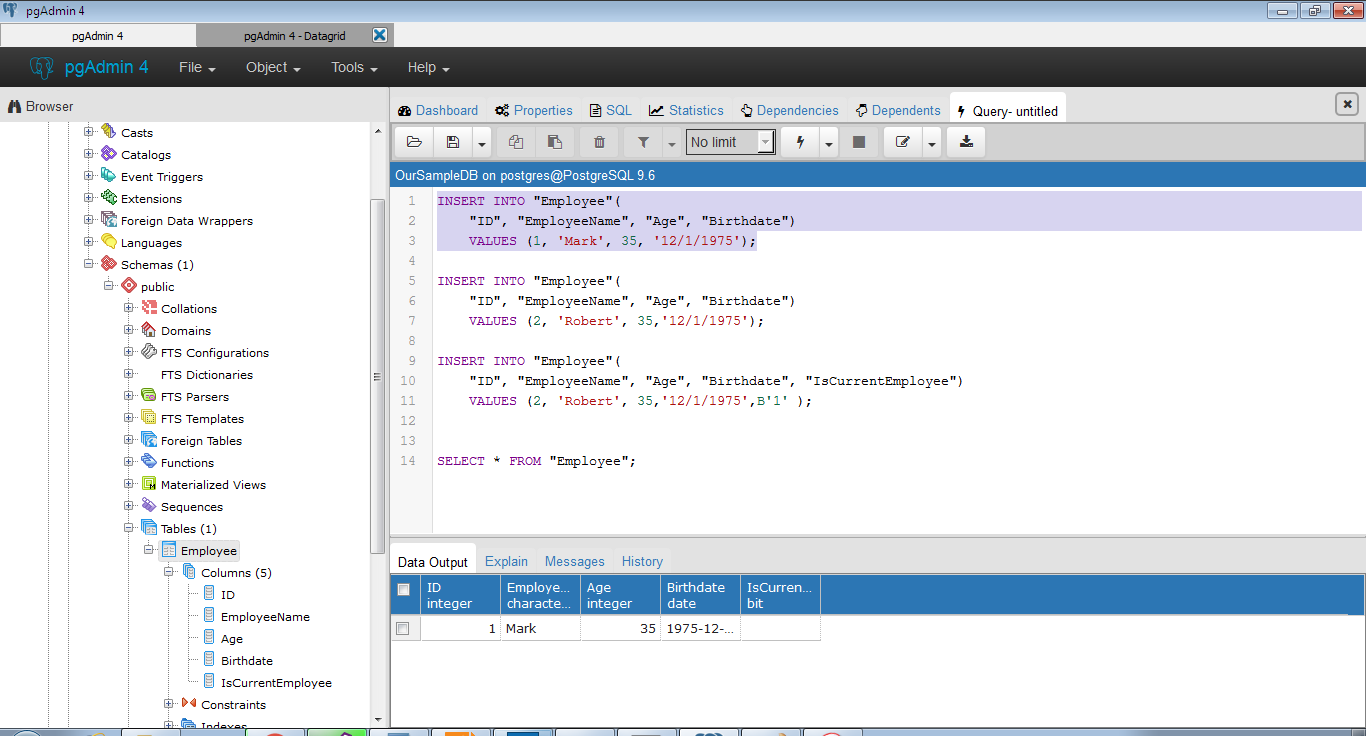 pgAdmin 4
pgAdmin 4
pgAdmin 4 - Datagrid
pgAdmin 4 File Object Tools Help
Browser
Casts
Catalogs
Event Triggers
Extensions
Foreign Data Wrappers
Languages
Schemas (1)
public
Collations
Domains
FTS Configurations
FTS Dictionaries
FTS Parsers
FTS Templates
Foreign Tables
Functions
Materialized Views
Sequences
Tables (1)
Employee
Columns (5)
ID
EmployeeName
Age
Birthdate
IsCurrentEmployee
Constraints
Indexes
Dashboard Properties SQL Statistics Dependencies Dependents Query- untitled
No limit
OurSampleDB on postgres@PostgreSQL 9.6
1 INSERT INTO "Employee"(
2 "ID", "EmployeeName", "Age", "Birthdate")
3 VALUES (1, 'Mark', 35, '12/1/1975');
4
5 INSERT INTO "Employee"(
6 "ID", "EmployeeName", "Age", "Birthdate")
7 VALUES (2, 'Robert', 35,'12/1/1975');
8
9 INSERT INTO "Employee"(
10 "ID", "EmployeeName", "Age", "Birthdate", "IsCurrentEmployee")
11 VALUES (2, 'Robert', 35,'12/1/1975',B'1' );
12
13
14 SELECT * FROM "Employee";
Data Output Explain Messages History
ID Employe... Age Birthdate IsCurren...
integer characte... integer date bit
1 Mark 35 1975-12-...